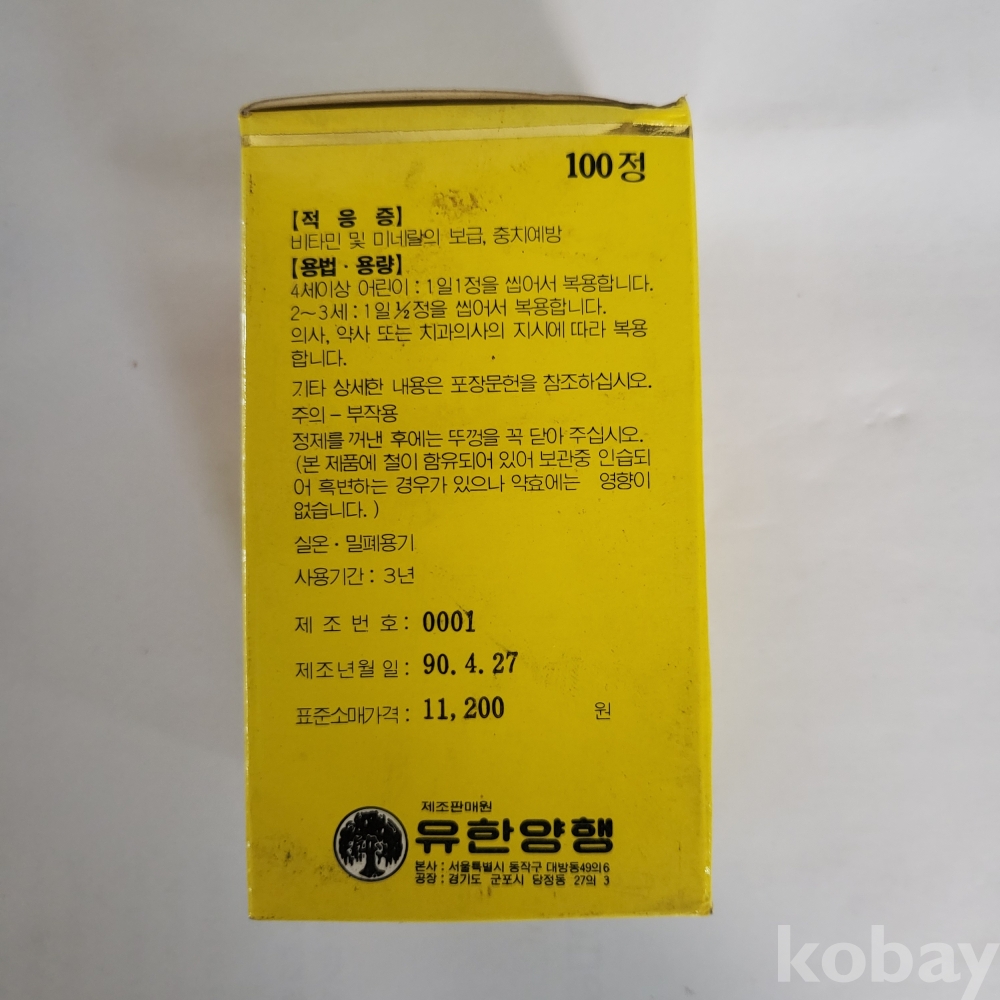 100정
【적 응 증】
비타민 및 미네랄의 보급, 충치예방
【용법·용량】
4세이상 어린이 : 1일1정을 씹어서 복용합니다.
2~3세 : 1일 ½정을 씹어서 복용합니다.
의사, 약사 또는 치과의사의 지시에 따라 복용
합니다.
기타 상세한 내용은 포장문헌을 참조하십시오.
주의 - 부작용
정제를 꺼낸 후에는 뚜껑을 꼭 닫아 주십시오.
(본 제품에 철이 함유되어 있어 보관중 인습되
어 흑변하는 경우가 있으나 약효에는 영향이
없습니다. )
실온 · 밀폐용기
사용기간 : 3년
제 조 번 호 : 0001
제조년월일 : 90. 4. 27
표준소매가격 : 11,200 원
제조판매원
유한양행
본사 : 서울특별시 동작구 대방동49의6
공장 : 경기도 군포시 당정동 27의 3
kobay